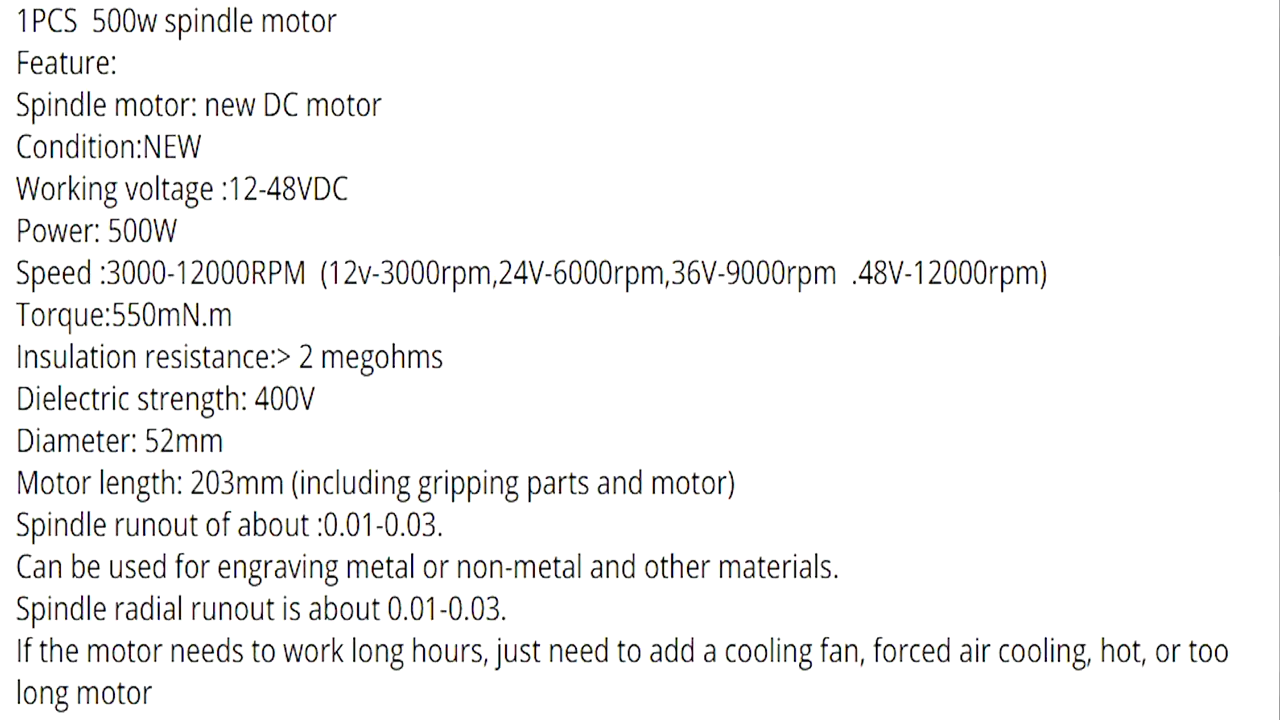 1PCS  500w spindle motor
Feature:
Spindle motor: new DC motor
Condition:NEW
Working voltage :12-48VDC
Power: 500W
Speed :3000-12000RPM  (12v-3000rpm,24V-6000rpm,36V-9000rpm  .48V-12000rpm)
Torque:550mN.m
Insulation resistance:> 2 megohms
Dielectric strength: 400V
Diameter: 52mm
Motor length: 203mm (including gripping parts and motor)
Spindle runout of about :0.01-0.03.
Can be used for engraving metal or non-metal and other materials.
Spindle radial runout is about 0.01-0.03.
If the motor needs to work long hours, just need to add a cooling fan, forced air cooling, hot, or too
long motor